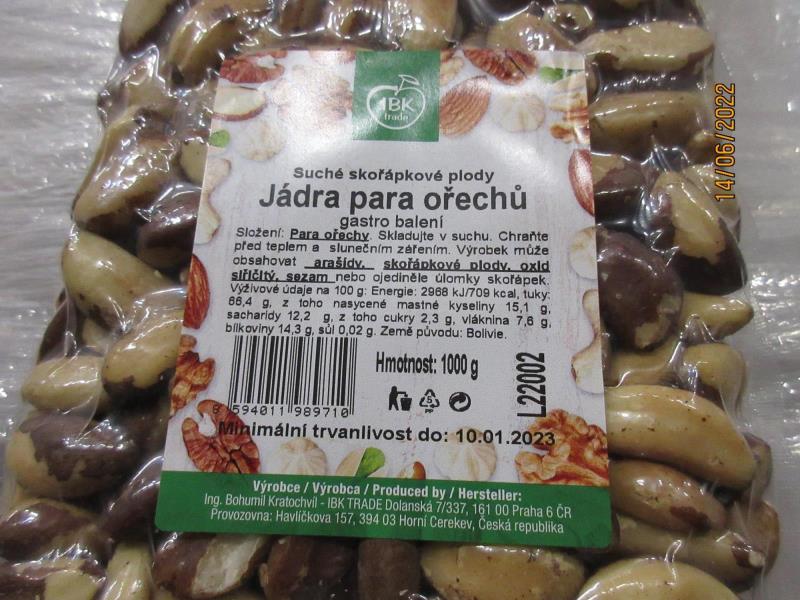 IBK
trade
Suché skořápkové plody
Jádra para ořechů
gastro balení
Složení: Para ořechy. Skladujte v suchu. Chraňte
před teplem a slunečním zářením. Výrobek může
obsahovat arašídy, skořápkové plody, oxid
siřičitý, sezam nebo ojediněle úlomky skořápek.
Výživové údaje na 100 g: Energie: 2968 kJ/709 kcal, tuky:
66,4 g, z toho nasycené mastné kyseliny 15,1 g,
sacharidy 12,2 g, z toho cukry 2,3 g, vláknina 7,6 g,
bílkoviny 14,3 g, sůl 0,02 g. Země původu: Bolivie.
Hmotnost: 1000 g
PP
L22002
8 594011 989710
Minimální trvanlivost do: 10.01.2023
Výrobce / Výrobca / Produced by / Hersteller:
Ing. Bohumil Kratochvíl - IBK TRADE Dolanská 7/337, 161 00 Praha 6 ČR
Provozovna: Havlíčkova 157, 394 03 Horní Cerekev, Česká republika
14/06/2022